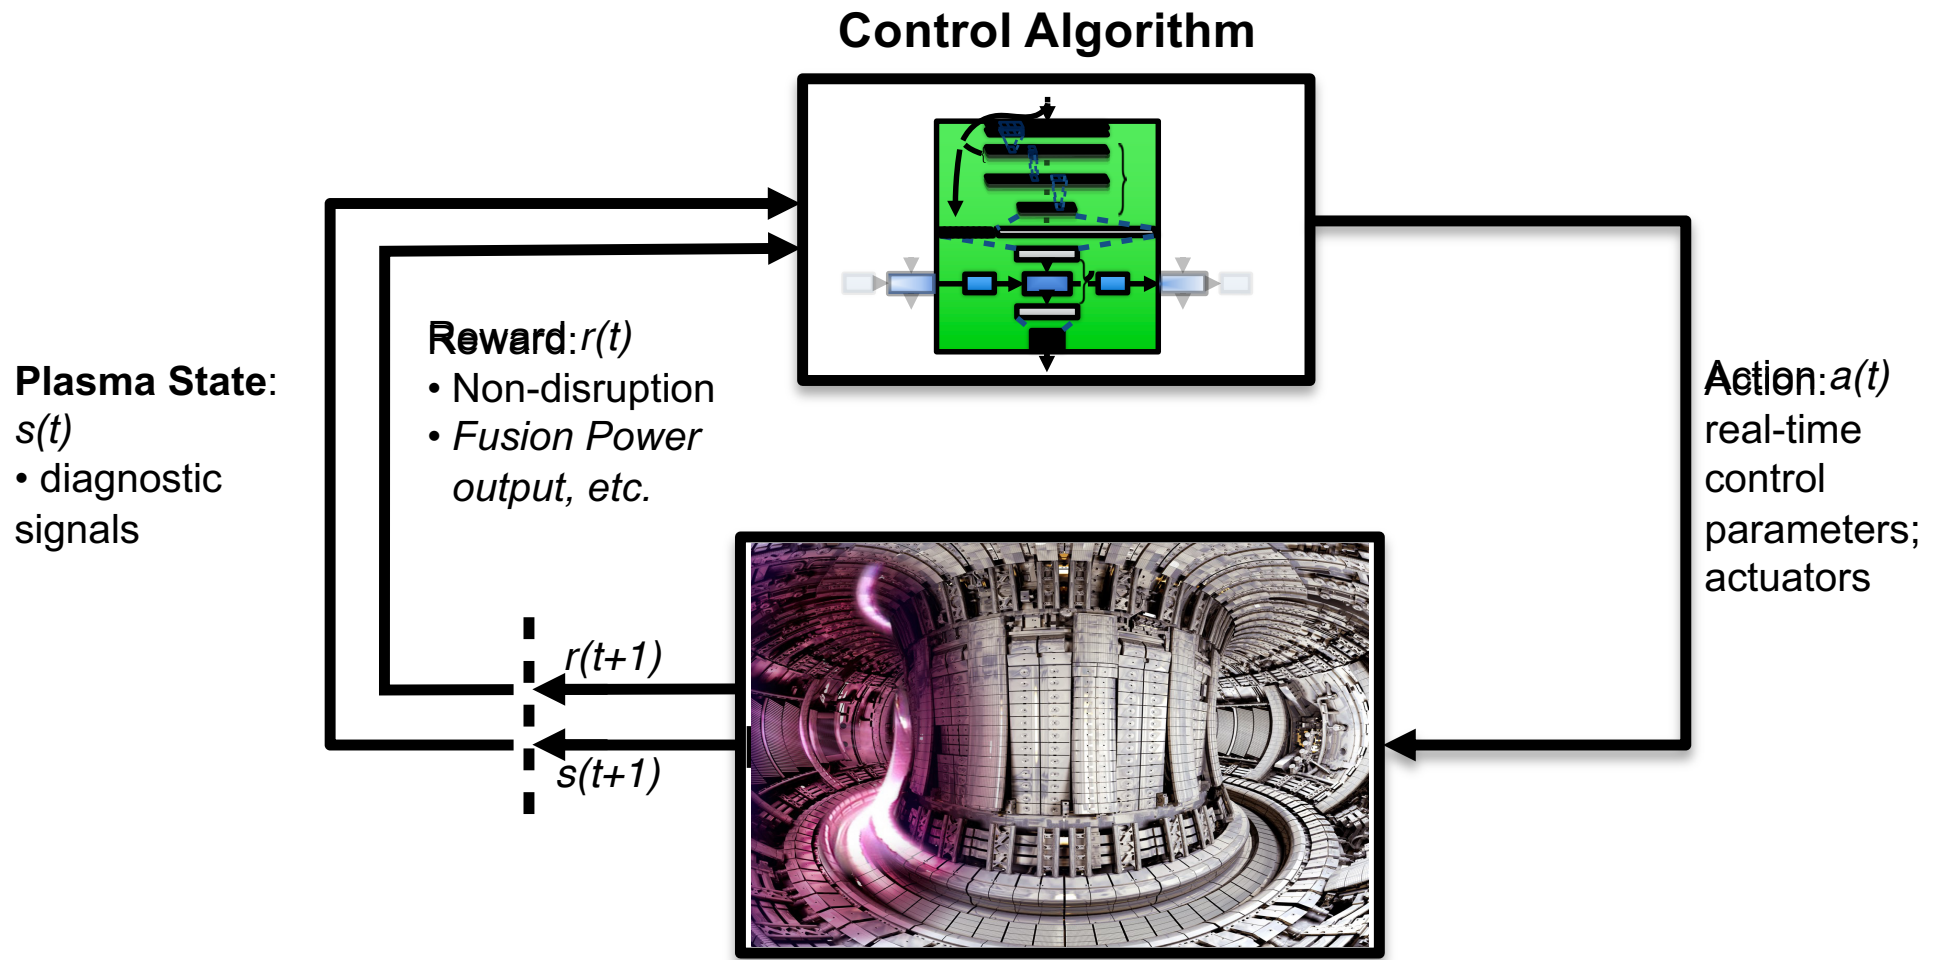 Control Algorithm
Reward: r(t)
• Non-disruption
• Fusion Power
output, etc.
Plasma State:
s(t)
• diagnostic
signals
Action: a(t)
real-time
control
parameters;
actuators
r(t+1)
s(t+1)